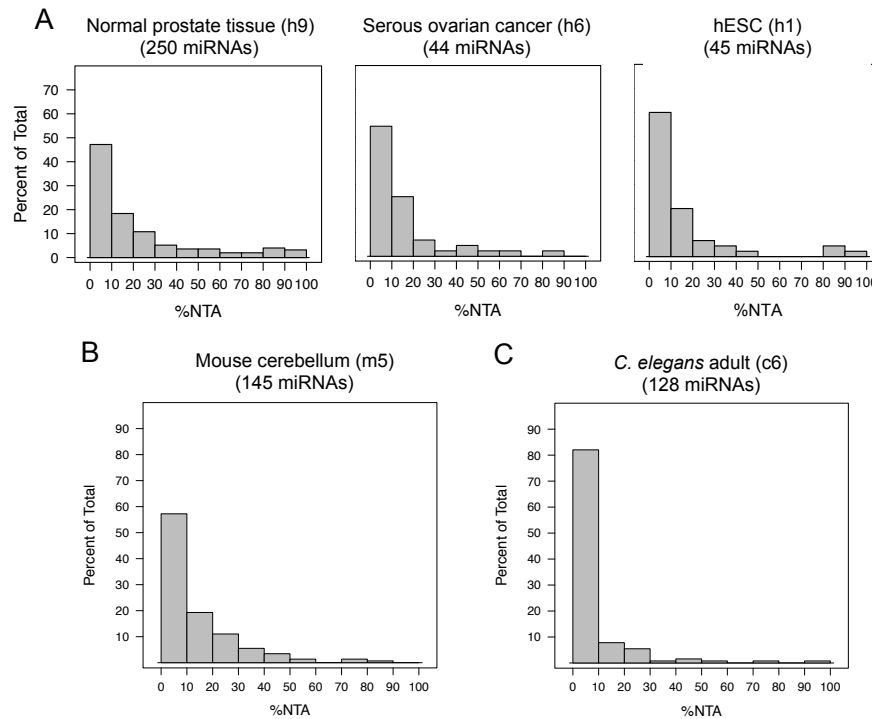 A
Normal prostate tissue (h9)
(250 miRNAs)
Serous ovarian cancer (h6)
(44 miRNAs)
hESC (h1)
(45 miRNAs)
Percent of Total
70
60
50
40
30
20
10
0
0 10 20 30 40 50 60 70 80 90 100
0 10 20 30 40 50 60 70 80 90 100
0 10 20 30 40 50 60 70 80 90 100
%NTA
%NTA
%NTA
B
Mouse cerebellum (m5)
(145 miRNAs)
Percent of Total
90
80
70
60
50
40
30
20
10
0 10 20 30 40 50 60 70 80 90 100
%NTA
C
C. elegans adult (c6)
(128 miRNAs)
Percent of Total
90
80
70
60
50
40
30
20
10
0 10 20 30 40 50 60 70 80 90 100
%NTA